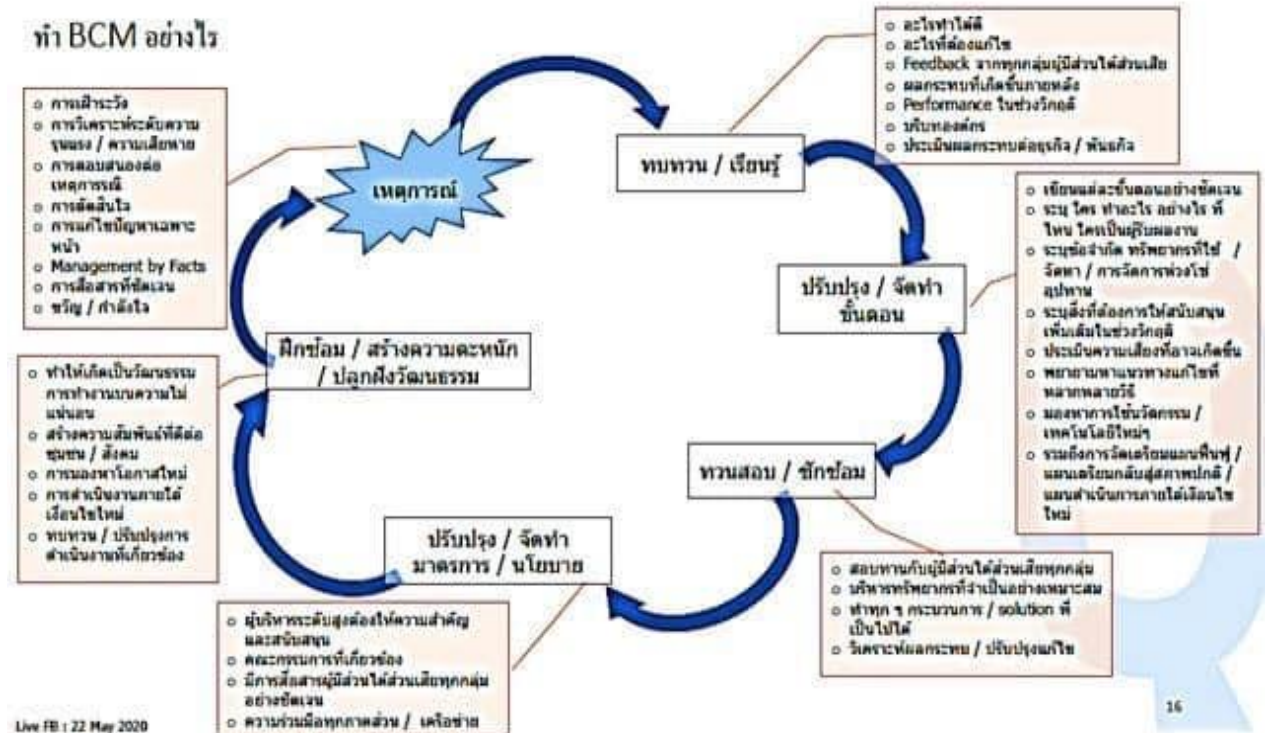 ทำ BCM อย่างไร
o การเฝ้าระวัง
o การวิเคราะห์ระดับความ
รุนแรง / ความเสียหาย
o การตอบสนองต่อ
เหตุการณ์
o การตัดสินใจ
o การแก้ไขปัญหาเฉพาะ
หน้า
o Management by Facts
o การสื่อสารที่ชัดเจน
o ขวัญ / กำลังใจ
เหตุการณ์
ทบทวน / เรียนรู้
o อะไรทำได้ดี
o อะไรที่ต้องแก้ไข
o Feedback จากทุกกลุ่มผู้มีส่วนได้ส่วนเสีย
o ผลกระทบที่เกิดขึ้นภายหลัง
o Performance ในช่วงวิกฤติ
o บริบทองค์กร
o ประเมินผลกระทบต่อธุรกิจ / พันธกิจ
ปรับปรุง / จัดทำ
ขั้นตอน
o เขียนแต่ละขั้นตอนอย่างชัดเจน
o ระบุ ใคร ทำอะไร อย่างไร ที่
ไหน ใครเป็นผู้รับผลงาน
o ระบุข้อจำกัด ทรัพยากรที่ใช้ /
จัดหา / การจัดการห่วงโซ่
อุปทาน
o ระบุสิ่งที่ต้องการให้สนับสนุน
เพิ่มเติมในช่วงวิกฤติ
o ประเมินความเสี่ยงที่อาจเกิดขึ้น
o พยายามหาแนวทางแก้ไขที่
หลากหลายวิธี
o มองหาการใช้นวัตกรรม /
เทคโนโลยีใหม่ๆ
o รวมถึงการจัดเตรียมแผนฟื้นฟู /
แผนเตรียมกลับสู่สภาพปกติ /
แผนดำเนินการภายใต้เงื่อนไข
ใหม่
ทวนสอบ / ซักซ้อม
o สอบทานกับผู้มีส่วนได้ส่วนเสียทุกกลุ่ม
o บริหารทรัพยากรที่จำเป็นอย่างเหมาะสม
o ทำทุก ๆ กระบวนการ / solution ที่
เป็นไปได้
o วิเคราะห์ผลกระทบ / ปรับปรุงแก้ไข
ปรับปรุง / จัดทำ
มาตรการ / นโยบาย
o ผู้บริหารระดับสูงต้องให้ความสำคัญ
และสนับสนุน
o คณะกรรมการที่เกี่ยวข้อง
o มีการสื่อสารผู้มีส่วนได้ส่วนเสียทุกกลุ่ม
อย่างชัดเจน
o ความร่วมมือทุกภาคส่วน / เครือข่าย
ฝึกซ้อม / สร้างความตะหนัก
/ ปลูกฝังวัฒนธรรม
o ทำให้เกิดเป็นวัฒนธรรม
การทำงานบนความไม่
แน่นอน
o สร้างความสัมพันธ์ที่ดีต่อ
ชุมชน / สังคม
o การมองหาโอกาสใหม่
o การดำเนินงานภายใต้
เงื่อนไขใหม่
o ทบทวน / ปรับปรุงการ
ดำเนินงานที่เกี่ยวข้อง
Live FB : 22 May 2020
16